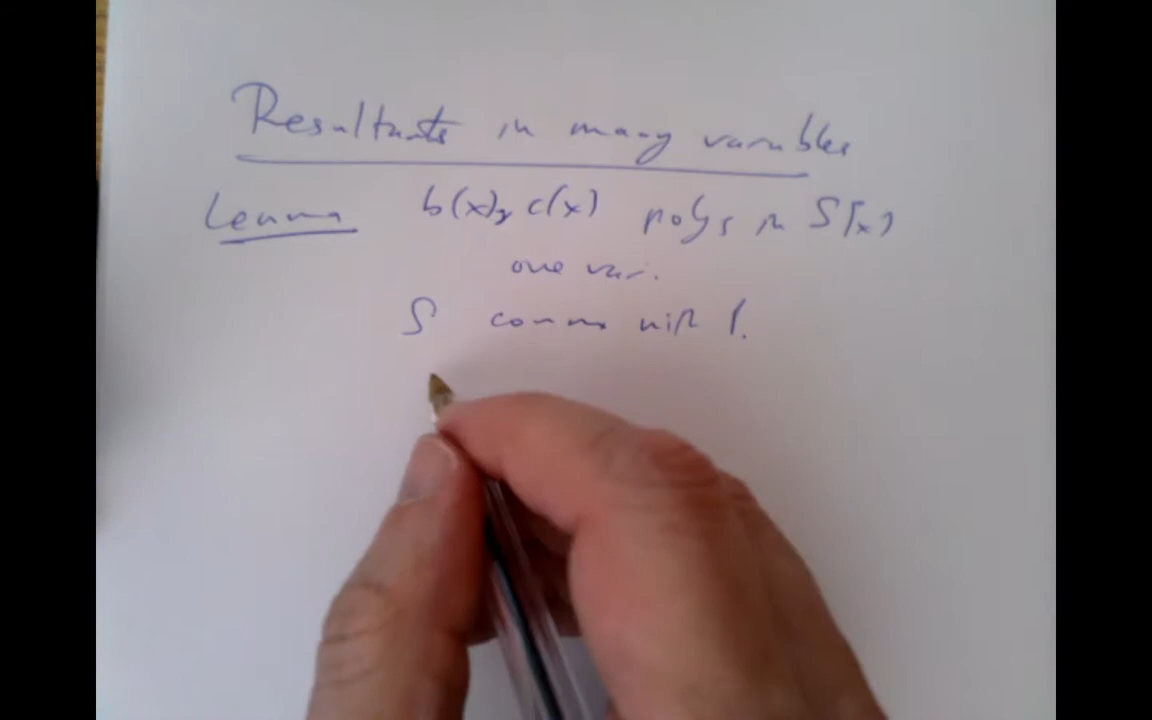 Resultants in many variables
Lemma b(x), c(x) polys in S[x]
one var.
S comm with 1.